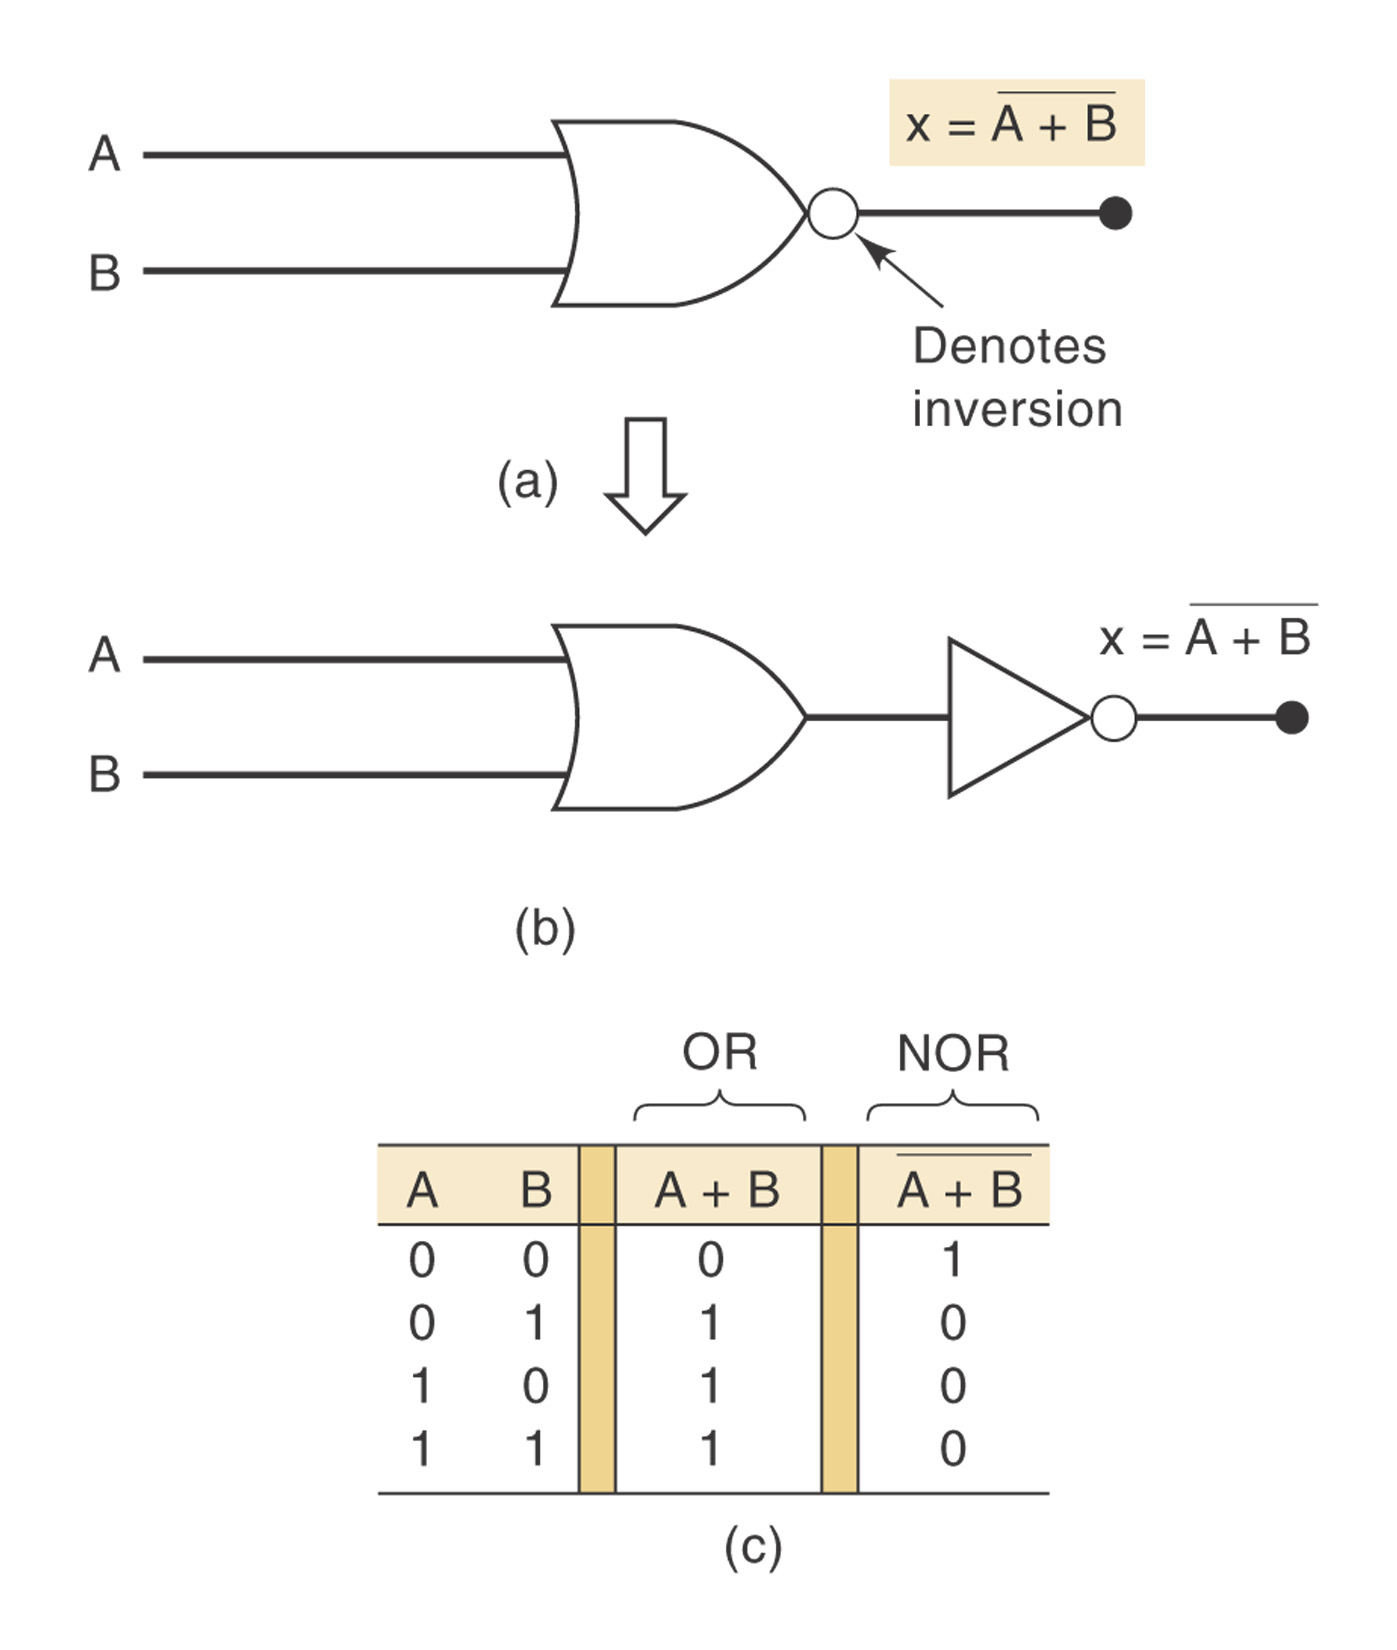 x = A̅ ̅+̅ ̅B̅
A
B
Denotes
inversion
(a)
x = A̅ ̅+̅ ̅B̅
A
B
(b)
OR NOR
A B A + B A̅ ̅+̅ ̅B̅
0 0 0 1
0 1 1 0
1 0 1 0
1 1 1 0
(c)